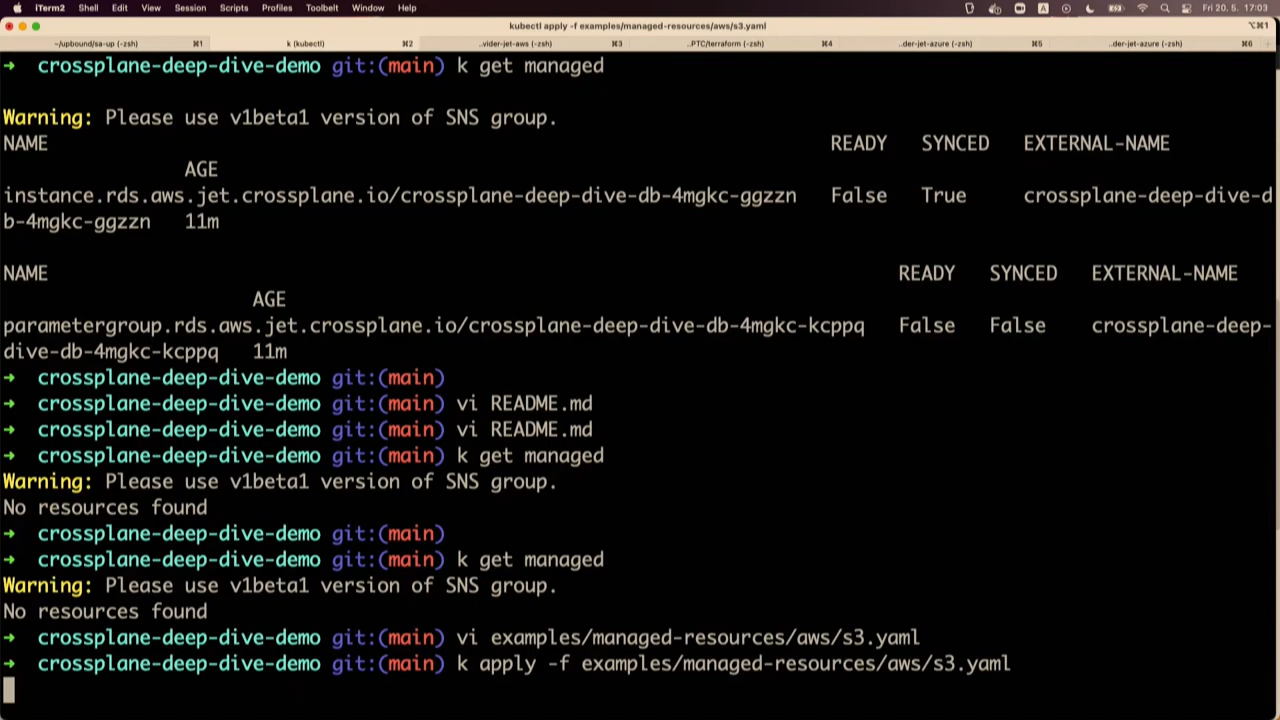 iTerm2 Shell Edit View Session Scripts Profiles Toolbelt Window Help A Fri 20. 5. 17:03
kubectl apply -f examples/managed-resources/aws/s3.yaml ⌥⌘1
~/upbound/sa-up (-zsh) ⌘1 k (kubectl) ⌘2 ..vider-jet-aws (-zsh) ⌘3 ..PTC/terraform (-zsh) ⌘4 ..der-jet-azure (-zsh) ⌘5 ..der-jet-azure (-zsh) ⌘6
→ crossplane-deep-dive-demo git:(main) k get managed
Warning: Please use v1beta1 version of SNS group.
NAME READY SYNCED EXTERNAL-NAME
AGE
instance.rds.aws.jet.crossplane.io/crossplane-deep-dive-db-4mgkc-ggzzn False True crossplane-deep-dive-d
b-4mgkc-ggzzn 11m
NAME READY SYNCED EXTERNAL-NAME
AGE
parametergroup.rds.aws.jet.crossplane.io/crossplane-deep-dive-db-4mgkc-kcppq False False crossplane-deep-
dive-db-4mgkc-kcppq 11m
→ crossplane-deep-dive-demo git:(main)
→ crossplane-deep-dive-demo git:(main) vi README.md
→ crossplane-deep-dive-demo git:(main) vi README.md
→ crossplane-deep-dive-demo git:(main) k get managed
Warning: Please use v1beta1 version of SNS group.
No resources found
→ crossplane-deep-dive-demo git:(main)
→ crossplane-deep-dive-demo git:(main) k get managed
Warning: Please use v1beta1 version of SNS group.
No resources found
→ crossplane-deep-dive-demo git:(main) vi examples/managed-resources/aws/s3.yaml
→ crossplane-deep-dive-demo git:(main) k apply -f examples/managed-resources/aws/s3.yaml